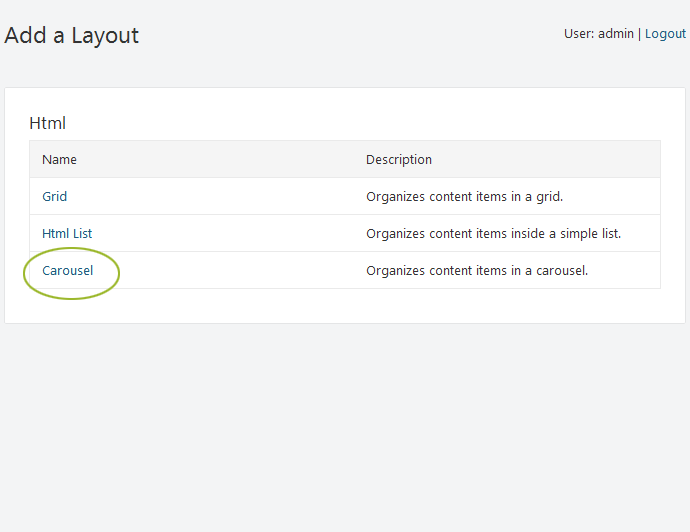 Add a Layout
User: admin | Logout
Html
Name Description
Grid Organizes content items in a grid.
Html List Organizes content items inside a simple list.
Carousel Organizes content items in a carousel.